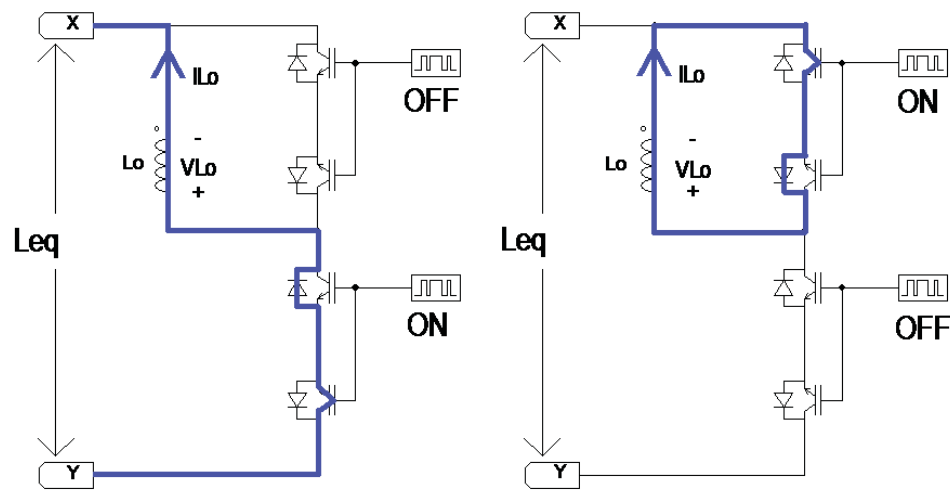 X
ILo
OFF
Lo
-
VLo
+
Leq
ON
Y
X
ILo
ON
Lo
-
VLo
+
Leq
OFF
Y